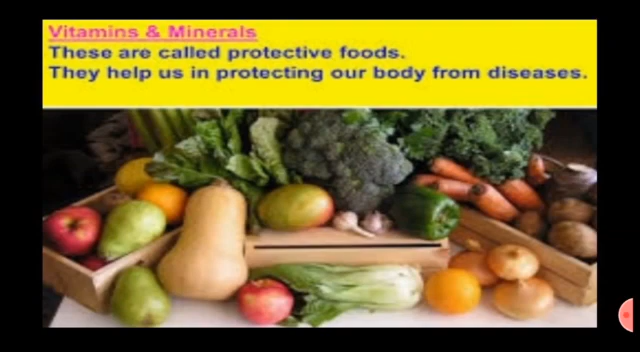 Vitamins & Minerals
These are called protective foods.
They help us in protecting our body from diseases.